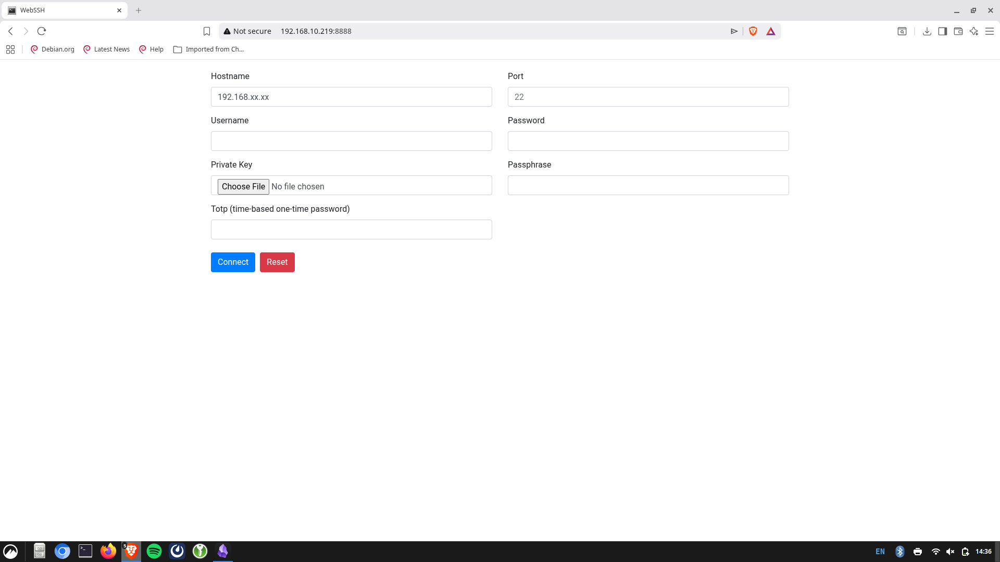 WebSSH
Not secure 192.168.10.219:8888
Debian.org Latest News Help Imported from Ch...
Hostname Port
192.168.xx.xx 22
Username Password
Private Key Passphrase
Choose File No file chosen
Totp (time-based one-time password)
Connect Reset
5 EN 14:36